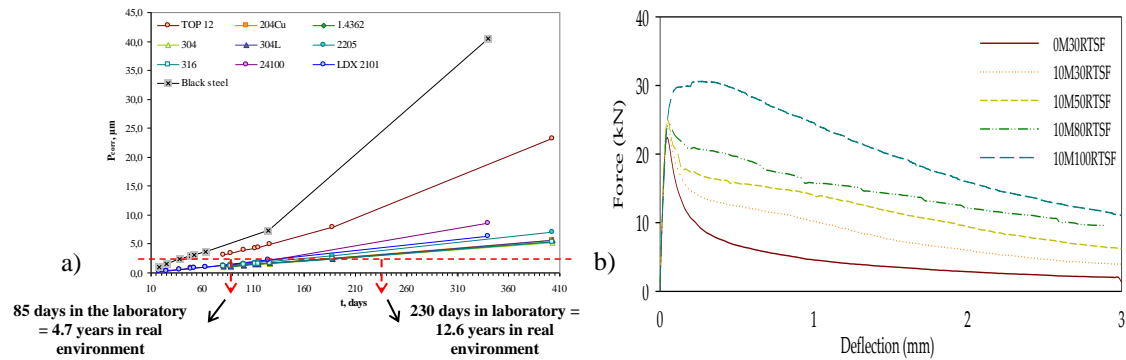 45,0
40,0
35,0
30,0
25,0
20,0
15,0
10,0
5,0
0,0
Pcorr, µm
TOP 12 204Cu 1.4362
304 304L 2205
316 24100 LDX 2101
Black steel
10 60 110 160 210 260 310 360 410
t, days
a)
85 days in the laboratory
= 4.7 years in real
environment
230 days in laboratory =
12.6 years in real
environment
40
30
20
10
0
Force (kN)
0M30RTSF
10M30RTSF
10M50RTSF
10M80RTSF
10M100RTSF
0 1 2 3
Deflection (mm)
b)